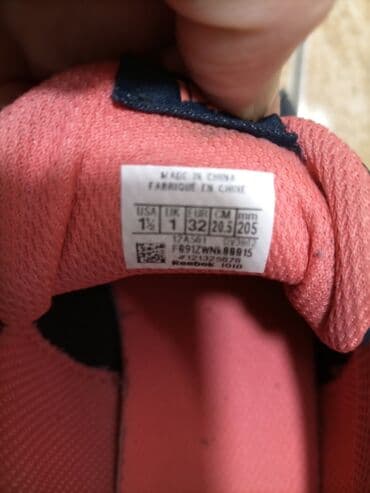 MADE IN CHINA
FABRIQUÉ EN CHINE
USA UK EUR CM mm
1½ 1 32 20.5 205
Reebok 1010